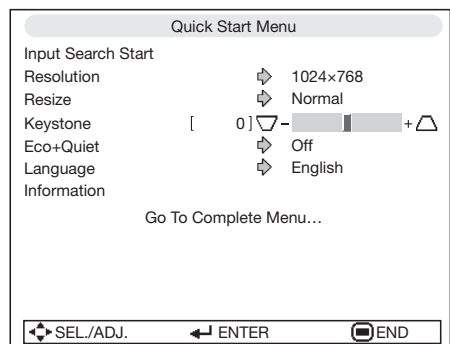 Quick Start Menu
Input Search Start
Resolution 1024×768
Resize Normal
Keystone [ 0 ] – +
Eco+Quiet Off
Language English
Information
Go To Complete Menu…
SEL./ADJ. ENTER END